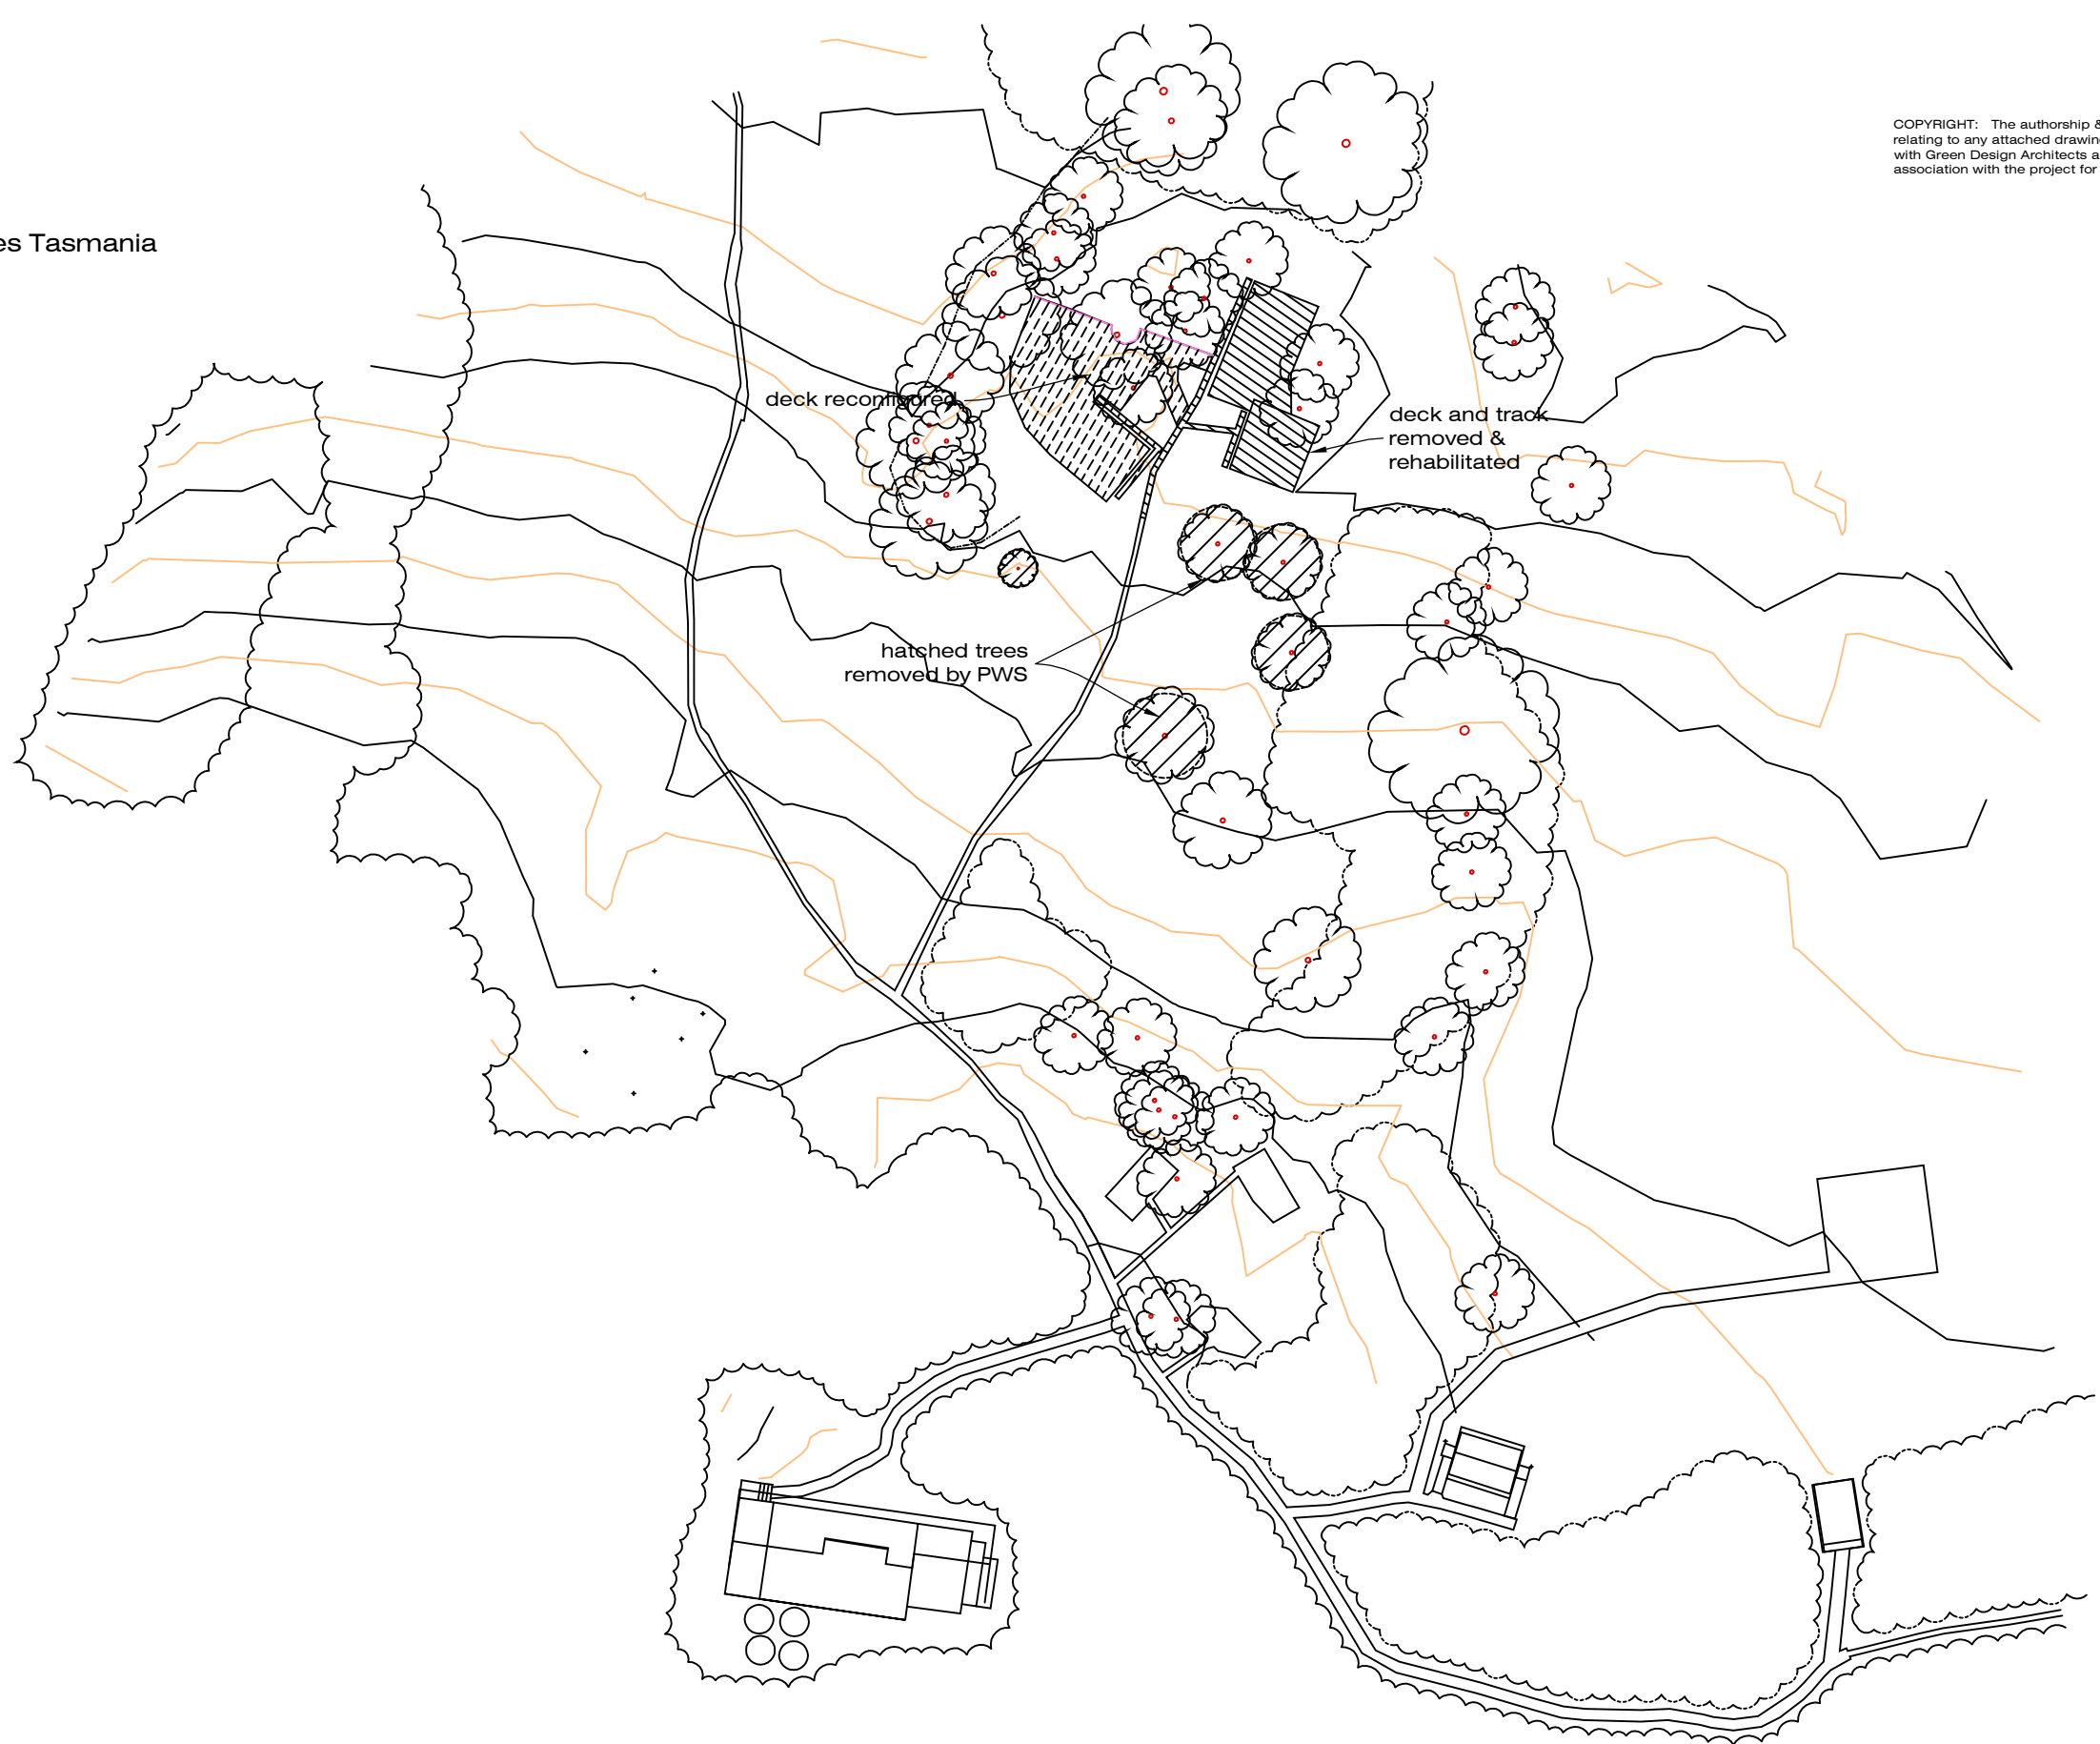 COPYRIGHT: The authorship &
relating to any attached drawin
with Green Design Architects a
association with the project for
es Tasmania
deck reconfigured
deck and track
removed &
rehabilitated
hatched trees
removed by PWS